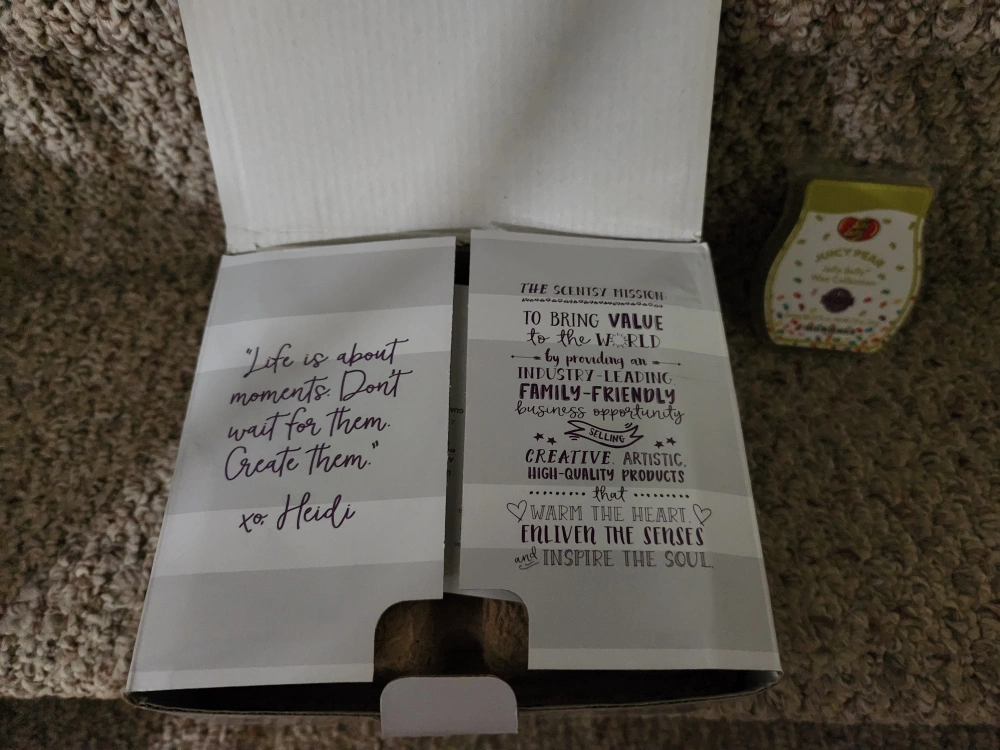 "Life is about
moments. Don't
wait for them.
Create them."
xo, Heidi
THE SCENTSY MISSION:
TO BRING VALUE
to the WORLD
by providing an
INDUSTRY-LEADING,
FAMILY-FRIENDLY
business opportunity
SELLING
CREATIVE, ARTISTIC,
HIGH-QUALITY PRODUCTS
that
WARM THE HEART,
ENLIVEN THE SENSES
and INSPIRE THE SOUL.
JUICY PEAR
Jelly Belly